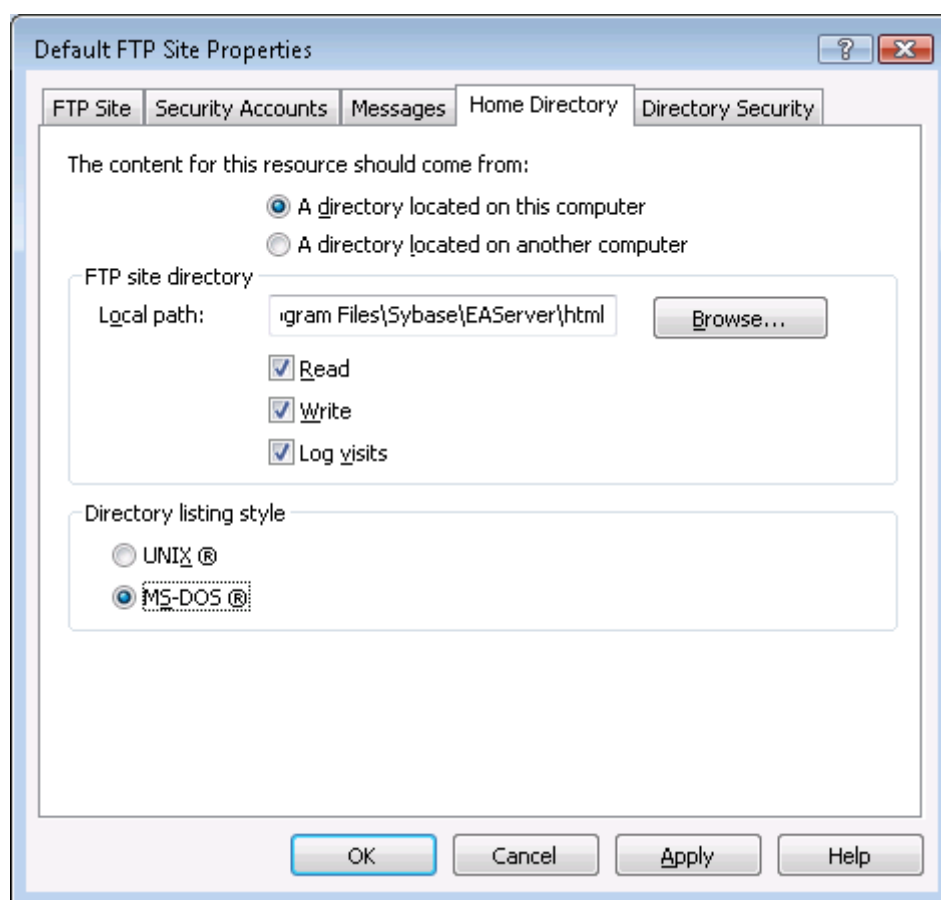 Default FTP Site Properties
FTP Site Security Accounts Messages Home Directory Directory Security
The content for this resource should come from:
A directory located on this computer
A directory located on another computer
FTP site directory
Local path: gram Files\Sybase\EAServer\html Browse...
Read
Write
Log visits
Directory listing style
UNIX ®
MS-DOS ®
OK Cancel Apply Help